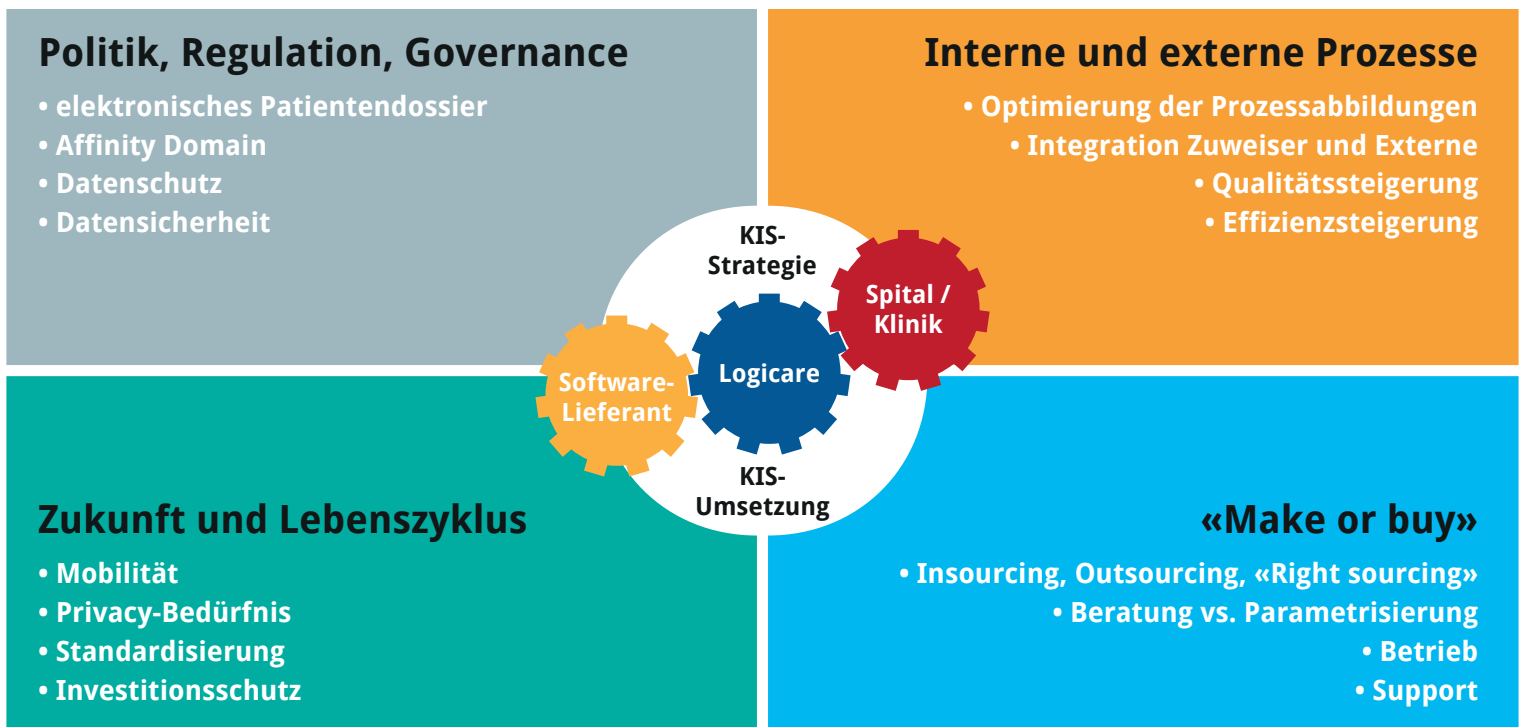 Politik, Regulation, Governance
• elektronisches Patientendossier
• Affinity Domain
• Datenschutz
• Datensicherheit
Interne und externe Prozesse
• Optimierung der Prozessabbildungen
• Integration Zuweiser und Externe
• Qualitätssteigerung
• Effizienzsteigerung
KIS-
Strategie
Spital /
Klinik
Logicare
Software-
Lieferant
KIS-
Umsetzung
Zukunft und Lebenszyklus
• Mobilität
• Privacy-Bedürfnis
• Standardisierung
• Investitionsschutz
«Make or buy»
• Insourcing, Outsourcing, «Right sourcing»
• Beratung vs. Parametrisierung
• Betrieb
• Support